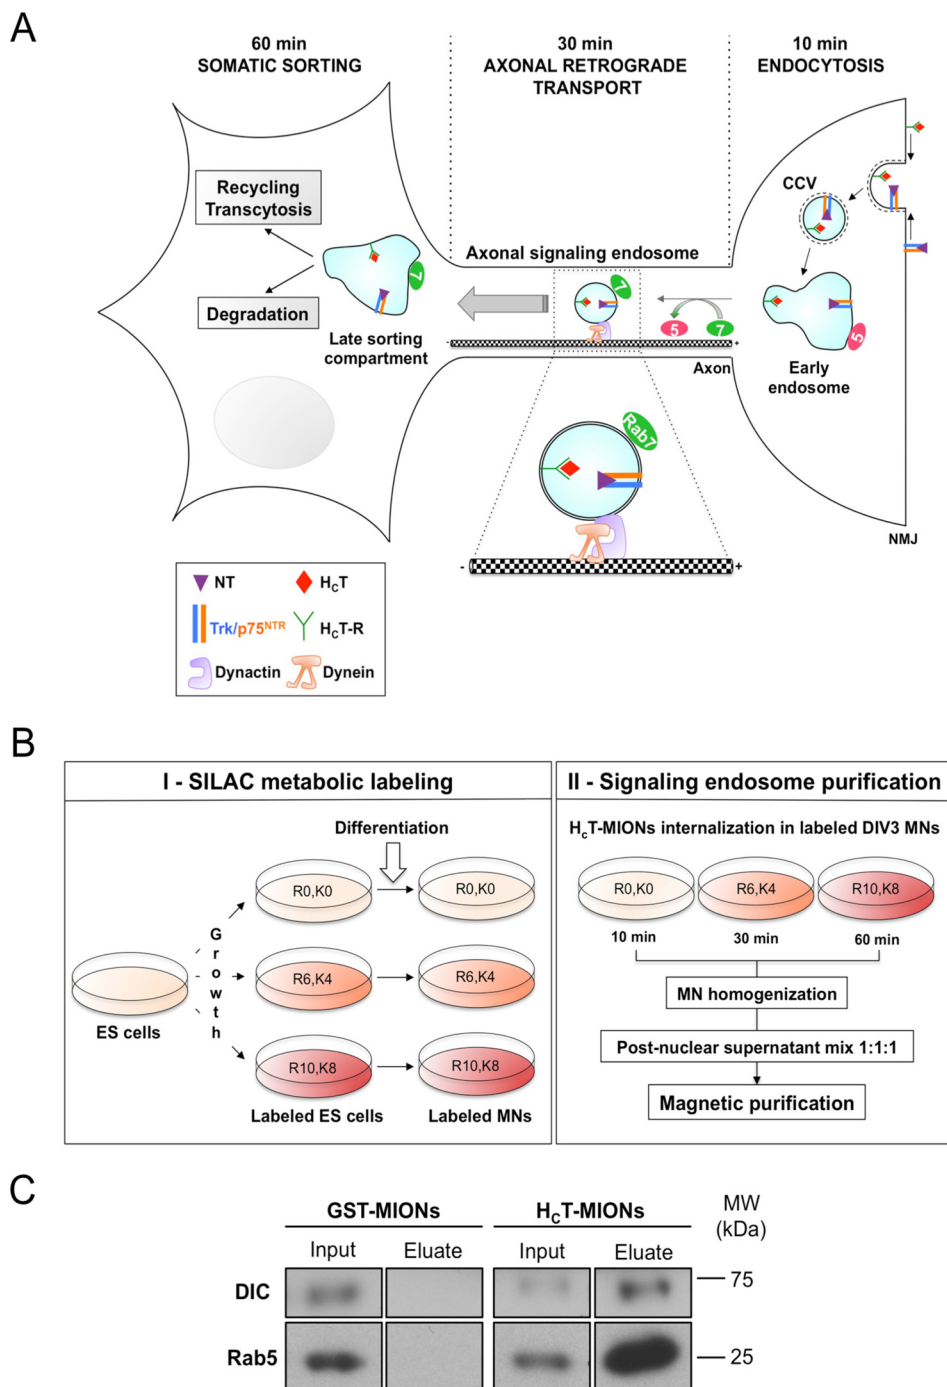 A
60 min
SOMATIC SORTING
30 min
AXONAL RETROGRADE
TRANSPORT
10 min
ENDOCYTOSIS
Recycling
Transcytosis
Degradation
7
Late sorting
compartment
Axonal signaling endosome
7
5
7
-
+
Axon
CCV
5
Early
endosome
Rab7
-
+
NMJ
NT
HCT
Trk/p75NTR
HCT-R
Dynactin
Dynein
B
I - SILAC metabolic labeling
Differentiation
ES cells
Growth
R0,K0
R0,K0
R6,K4
R6,K4
R10,K8
R10,K8
Labeled ES cells
Labeled MNs
II - Signaling endosome purification
HCT-MIONs internalization in labeled DIV3 MNs
R0,K0
R6,K4
R10,K8
10 min
30 min
60 min
MN homogenization
Post-nuclear supernatant mix 1:1:1
Magnetic purification
C
GST-MIONs
HCT-MIONs
MW
(kDa)
Input
Eluate
Input
Eluate
DIC
75
Rab5
25